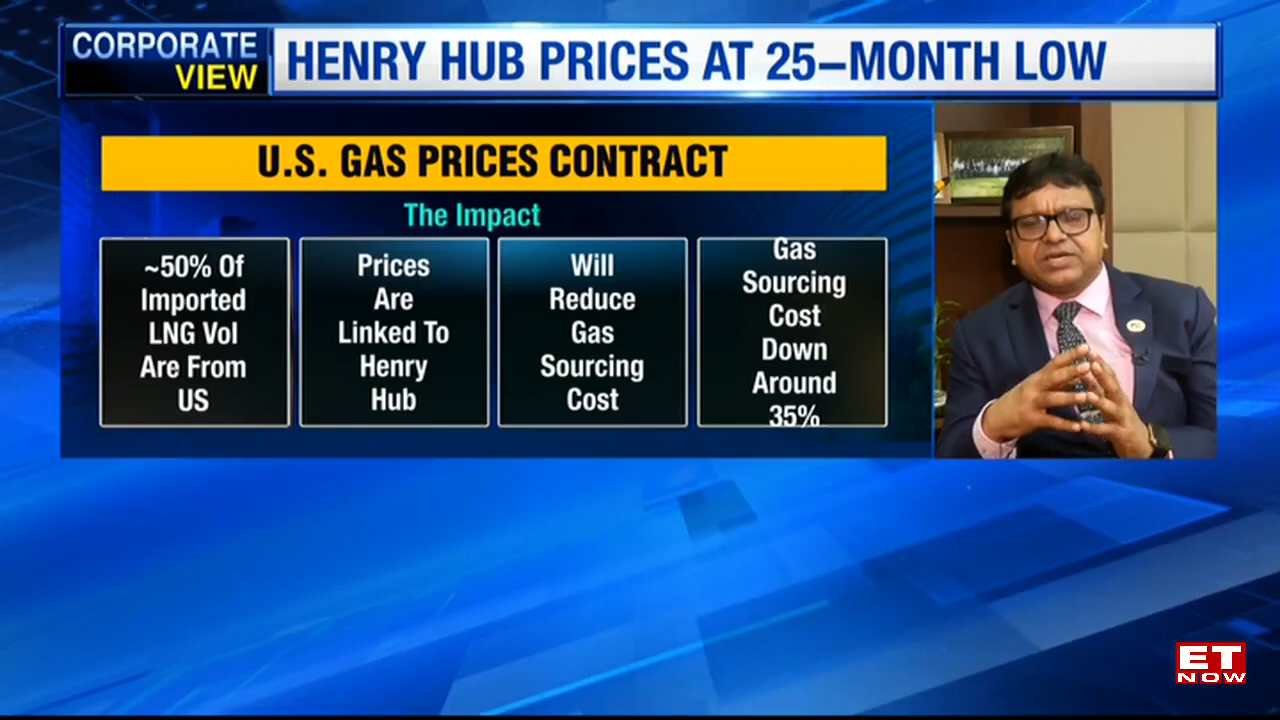 CORPORATE
VIEW
HENRY HUB PRICES AT 25–MONTH LOW
U.S. GAS PRICES CONTRACT
The Impact
~50% Of
Imported
LNG Vol
Are From
US
Prices
Are
Linked To
Henry
Hub
Will
Reduce
Gas
Sourcing
Cost
Gas
Sourcing
Cost
Down
Around
35%
ET
NOW